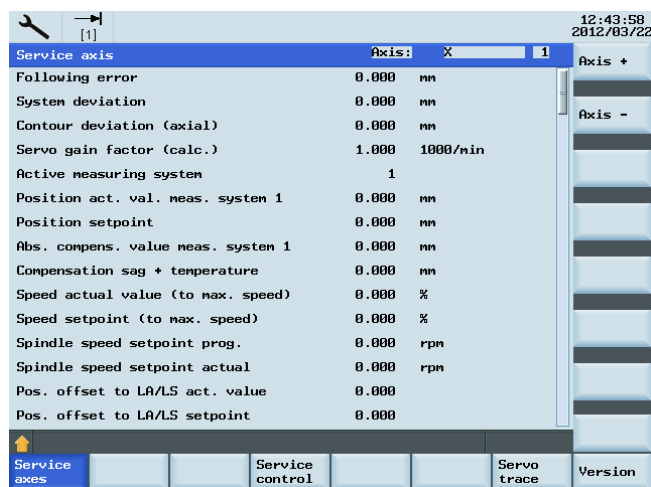 12:43:58
[1]
2012/03/22
Service axis Axis: X 1
Axis +
Following error 0.000 mm
System deviation 0.000 mm
Axis -
Contour deviation (axial) 0.000 mm
Servo gain factor (calc.) 1.000 1000/min
Active measuring system 1
Position act. val. meas. system 1 0.000 mm
Position setpoint 0.000 mm
Abs. compens. value meas. system 1 0.000 mm
Compensation sag + temperature 0.000 mm
Speed actual value (to max. speed) 0.000 %
Speed setpoint (to max. speed) 0.000 %
Spindle speed setpoint prog. 0.000 rpm
Spindle speed setpoint actual 0.000 rpm
Pos. offset to LA/LS act. value 0.000
Pos. offset to LA/LS setpoint 0.000
Service axes
Service control
Servo trace
Version